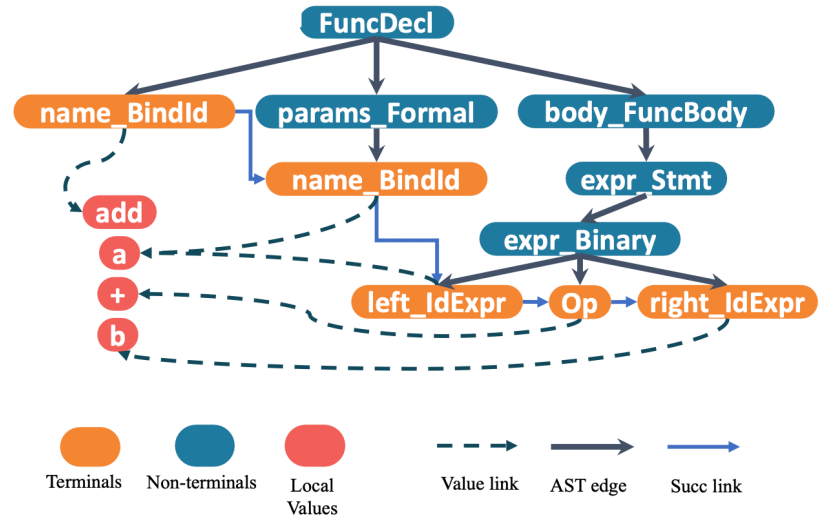 FuncDecl
name_BindId params_Formal body_FuncBody
name_BindId expr_Stmt
add
expr_Binary
a
left_IdExpr Op right_IdExpr
+
b
Terminals Non-terminals Local Values Value link AST edge Succ link